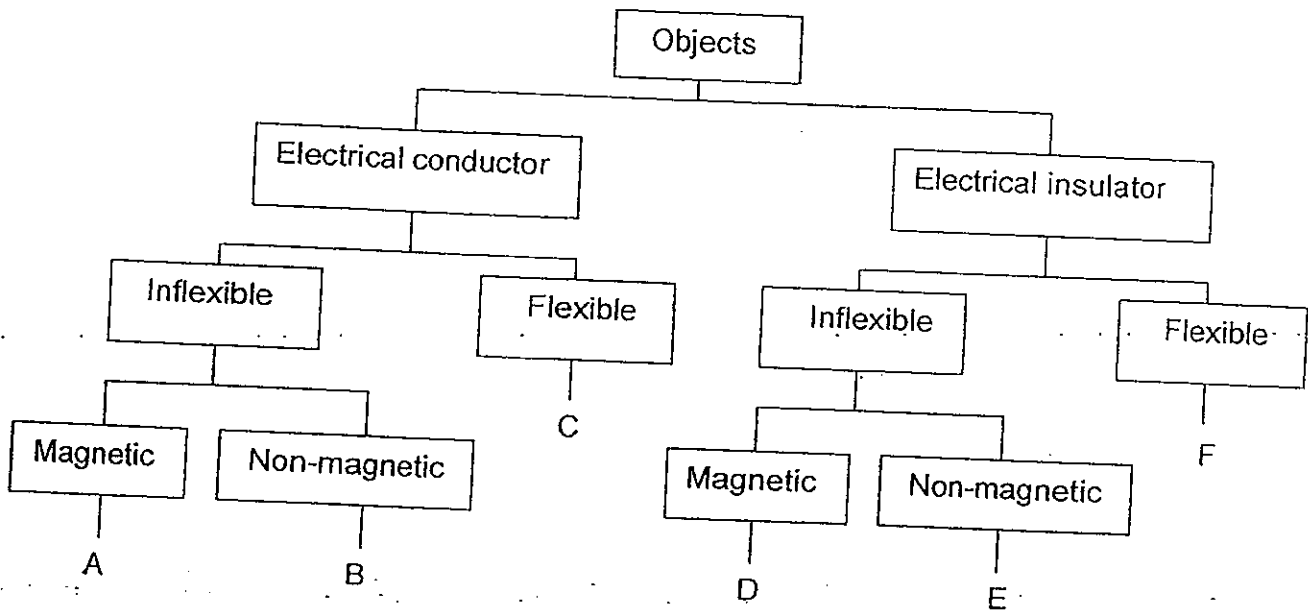 Objects
Electrical conductor
Electrical insulator
Inflexible
Flexible
Inflexible
Flexible
Magnetic
Non-magnetic
C
Magnetic
Non-magnetic
F
A
B
D
E